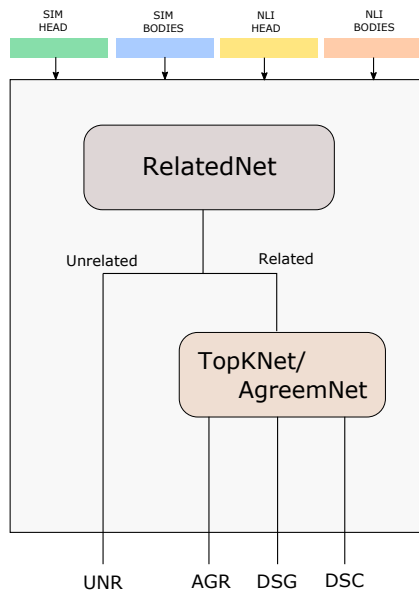 SIM
HEAD
SIM
BODIES
NLI
HEAD
NLI
BODIES
RelatedNet
Unrelated
Related
TopKNet/
AgreemNet
UNR
AGR
DSG
DSC